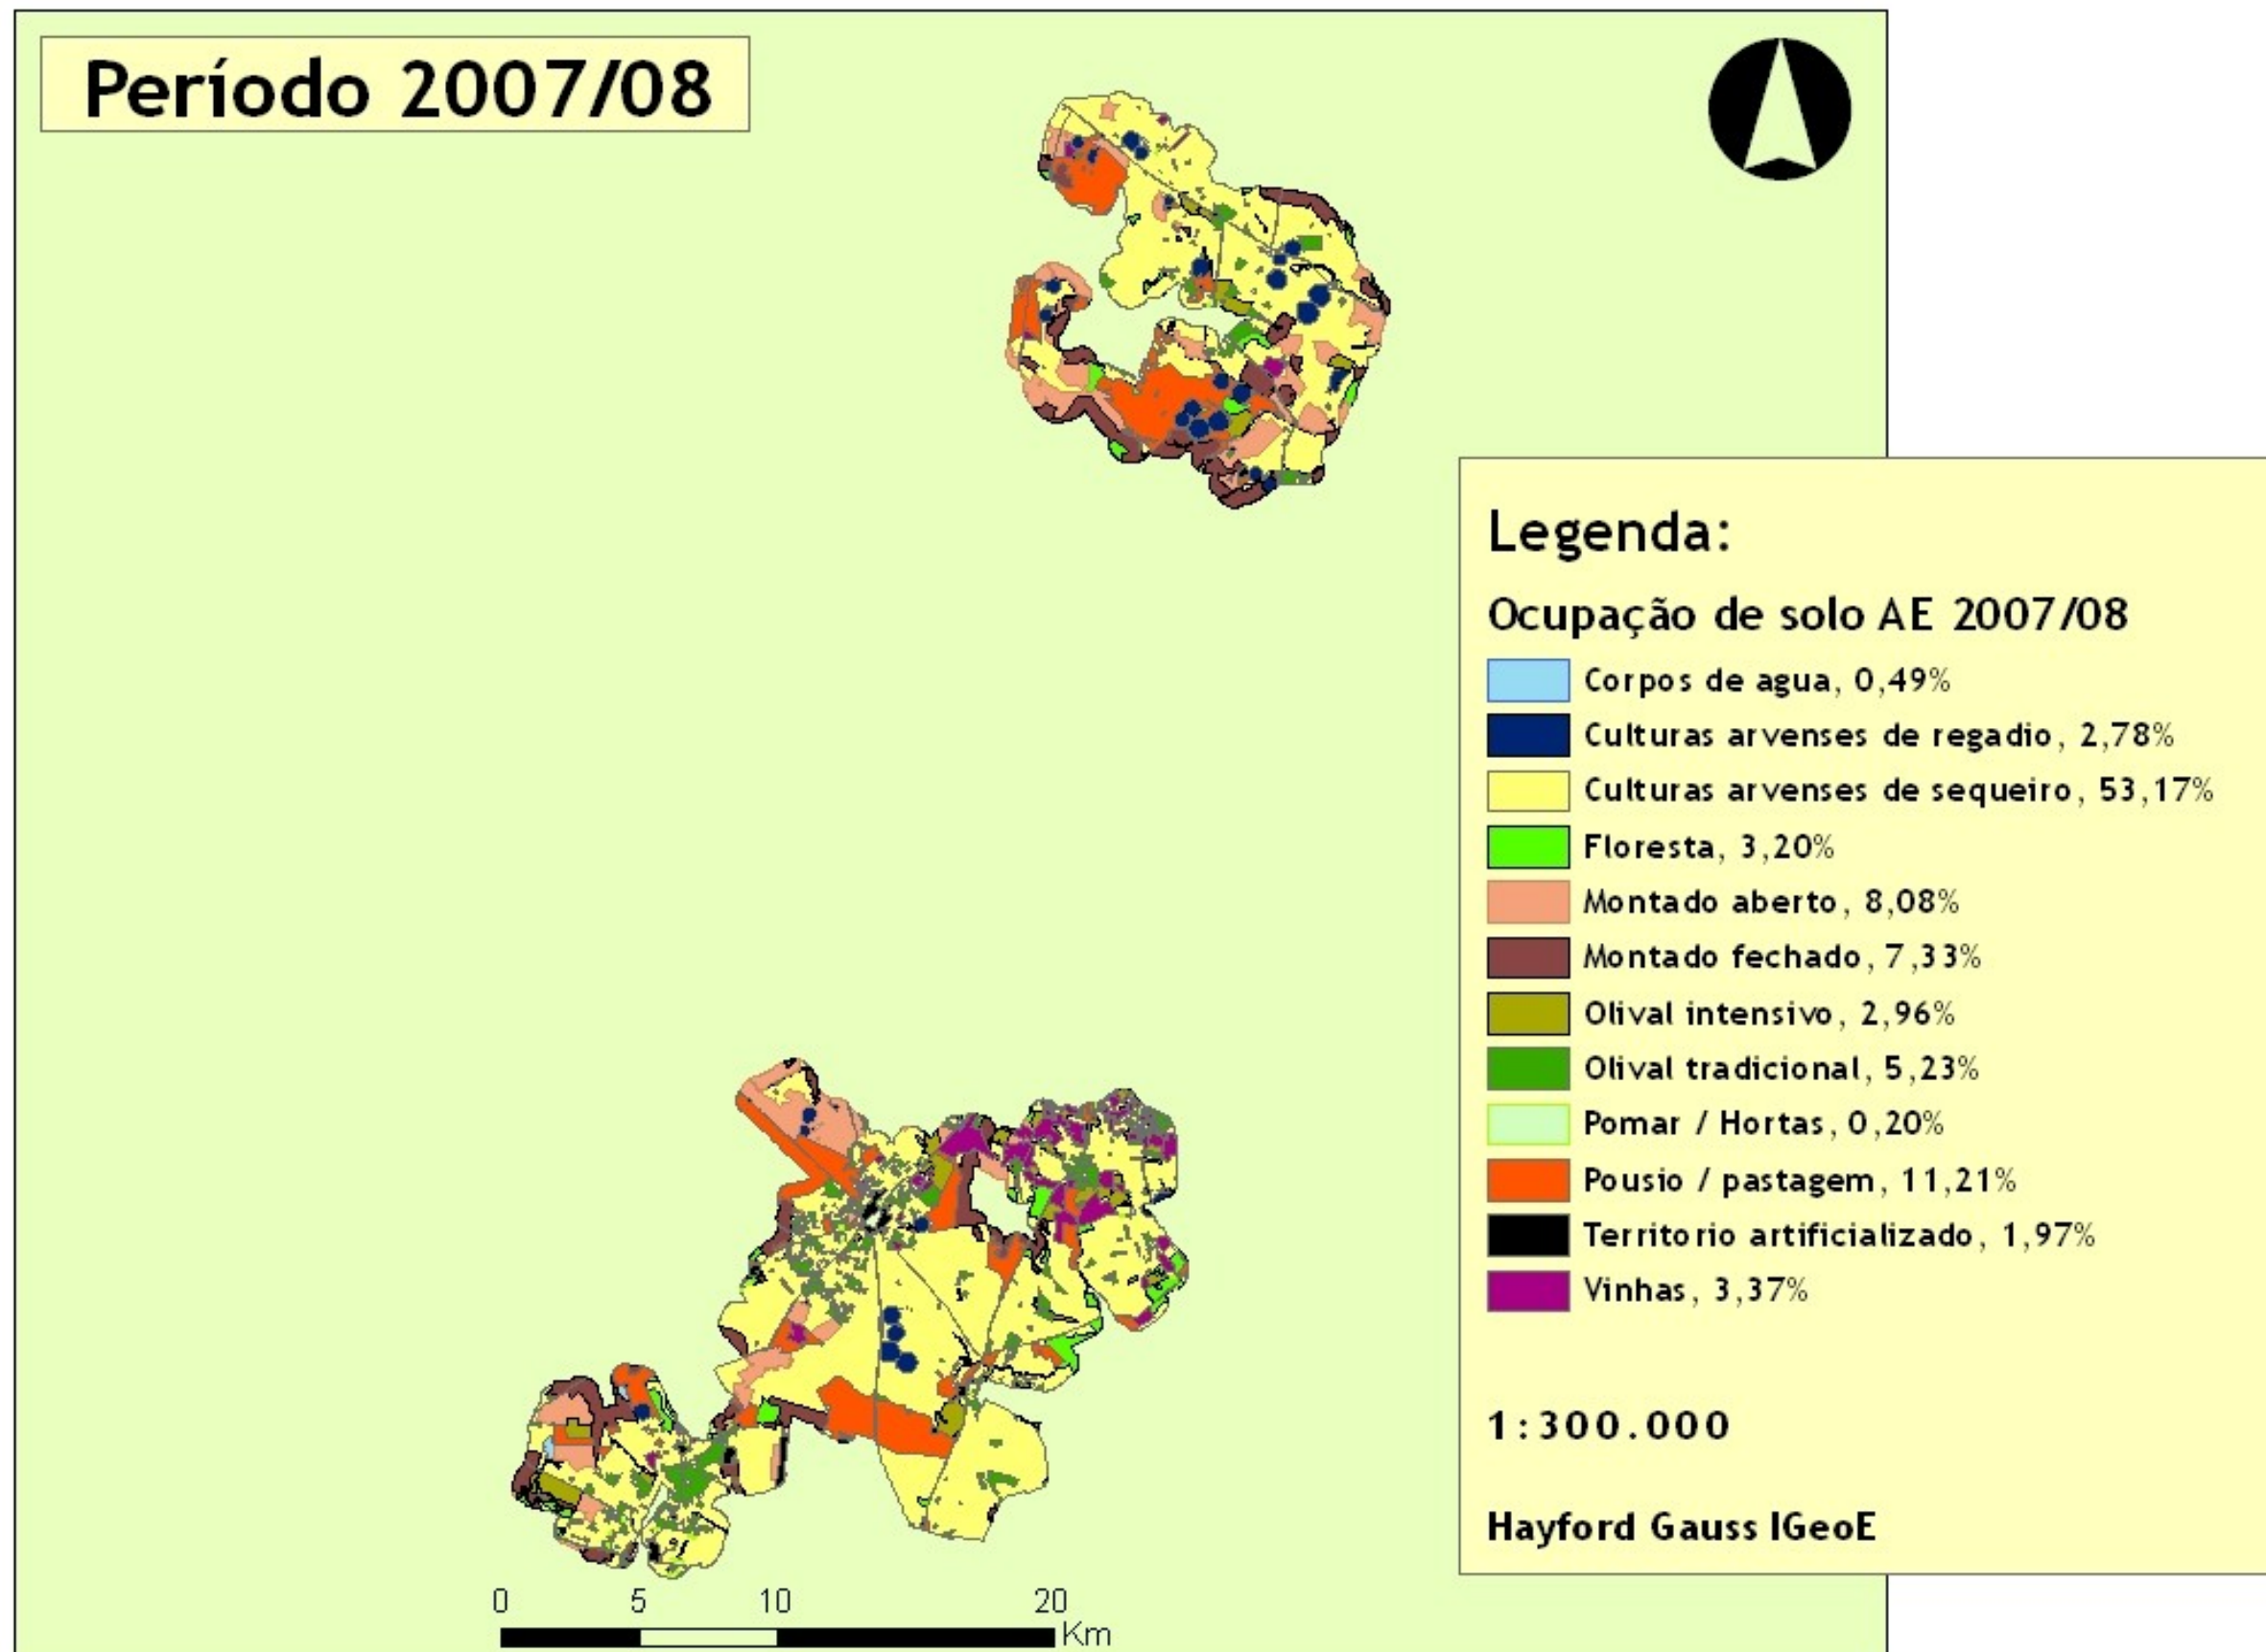 Período 2007/08
Legenda:
Ocupação de solo AE 2007/08
Corpos de agua, 0,49%
Culturas arvenses de regadio, 2,78%
Culturas arvenses de sequeiro, 53,17%
Floresta, 3,20%
Montado aberto, 8,08%
Montado fechado, 7,33%
Olival intensivo, 2,96%
Olival tradicional, 5,23%
Pomar / Hortas, 0,20%
Pousio / pastagem, 11,21%
Territorio artificializado, 1,97%
Vinhas, 3,37%
1:300.000
Hayford Gauss IGeoE
0 5 10 20
Km